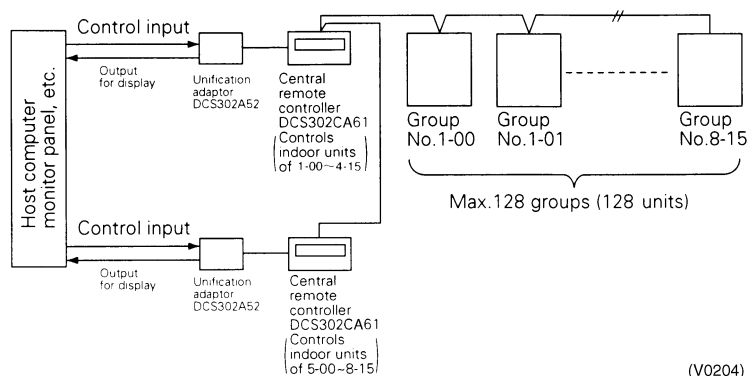 Host computer
monitor panel, etc.
Control input
Output
for display
Unification
adaptor
DCS302A52
Central
remote
controller
DCS302CA61
Controls
indoor units
of 1-00~4-15
Group
No.1-00
Group
No.1-01
Group
No.8-15
Max.128 groups (128 units)
Control input
Output
for display
Unification
adaptor
DCS302A52
Central
remote
controller
DCS302CA61
Controls
indoor units
of 5-00~8-15
(V0204)